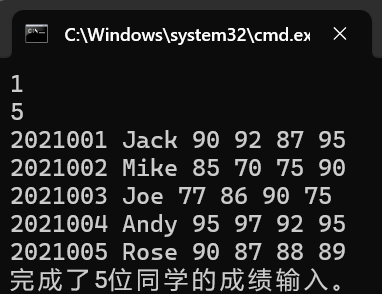 C:\Windows\system32\cmd.ex
1
5
2021001 Jack 90 92 87 95
2021002 Mike 85 70 75 90
2021003 Joe 77 86 90 75
2021004 Andy 95 97 92 95
2021005 Rose 90 87 88 89
完成了5位同学的成绩输入。